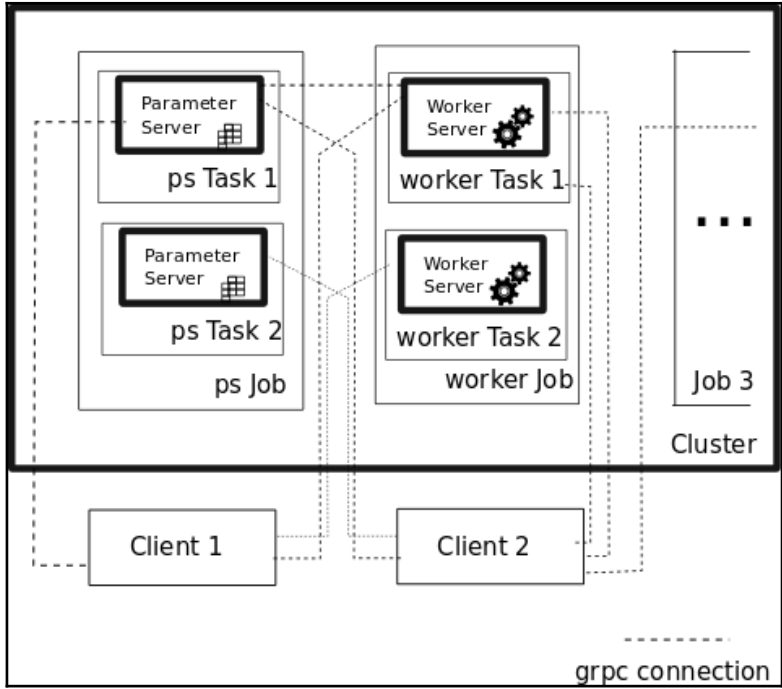 Parameter
Server
ps Task 1
Parameter
Server
ps Task 2
ps Job
Worker
Server
worker Task 1
Worker
Server
worker Task 2
worker Job
...
Job 3
Cluster
Client 1
Client 2
grpc connection